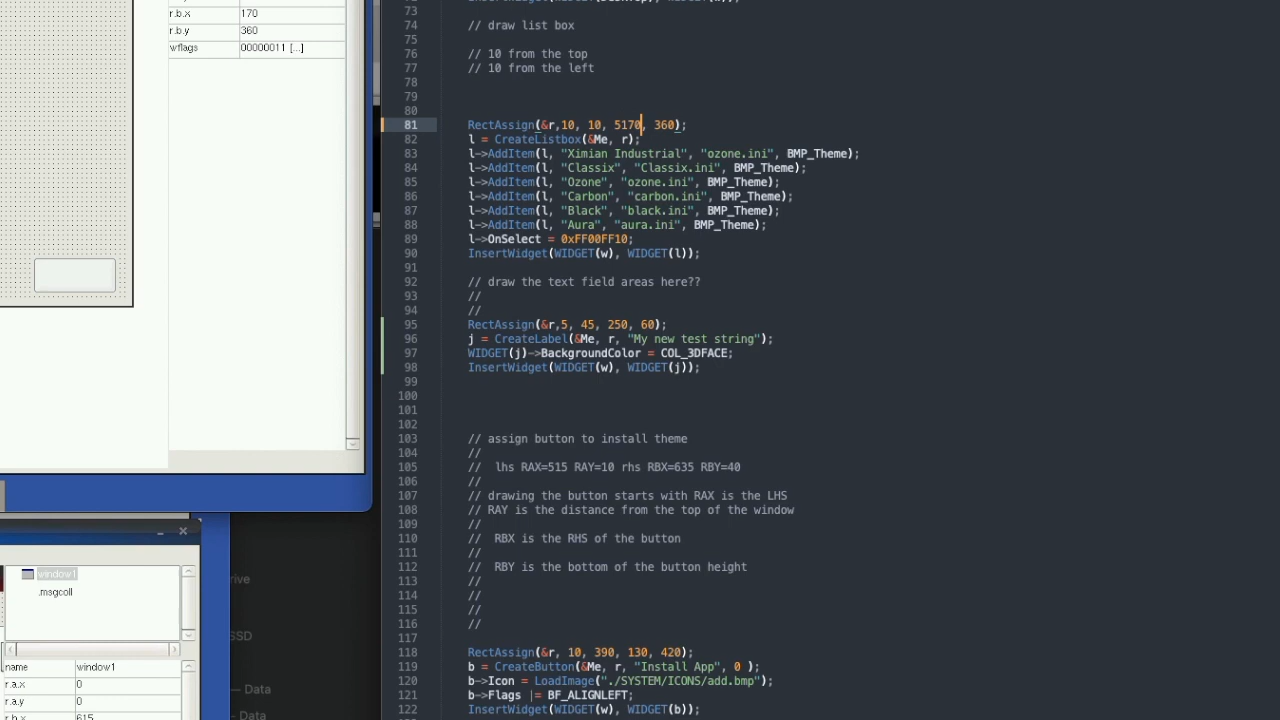 r.b.x 170
r.b.y 360
wflags 00000011 [...]
window1
.msgcoll
name window1
r.a.x 0
r.a.y 0
r.b.x 615
rive
SSD
— Data
- Data
73
74 // draw list box
75
76 // 10 from the top
77 // 10 from the left
78
79
80
81 RectAssign(&r,10, 10, 5170, 360);
82 l = CreateListbox(&Me, r);
83 l->AddItem(l, "Ximian Industrial", "ozone.ini", BMP_Theme);
84 l->AddItem(l, "Classix", "Classix.ini", BMP_Theme);
85 l->AddItem(l, "Ozone", "ozone.ini", BMP_Theme);
86 l->AddItem(l, "Carbon", "carbon.ini", BMP_Theme);
87 l->AddItem(l, "Black", "black.ini", BMP_Theme);
88 l->AddItem(l, "Aura", "aura.ini", BMP_Theme);
89 l->OnSelect = 0xFF00FF10;
90 InsertWidget(WIDGET(w), WIDGET(l));
91
92 // draw the text field areas here??
93 //
94 //
95 RectAssign(&r,5, 45, 250, 60);
96 j = CreateLabel(&Me, r, "My new test string");
97 WIDGET(j)->BackgroundColor = COL_3DFACE;
98 InsertWidget(WIDGET(w), WIDGET(j));
99
100
101
102
103 // assign button to install theme
104 //
105 // lhs RAX=515 RAY=10 rhs RBX=635 RBY=40
106 //
107 // drawing the button starts with RAX is the LHS
108 // RAY is the distance from the top of the window
109 //
110 // RBX is the RHS of the button
111 //
112 // RBY is the bottom of the button height
113 //
114 //
115 //
116 //
117
118 RectAssign(&r, 10, 390, 130, 420);
119 b = CreateButton(&Me, r, "Install App", 0 );
120 b->Icon = LoadImage("./SYSTEM/ICONS/add.bmp");
121 b->Flags |= BF_ALIGNLEFT;
122 InsertWidget(WIDGET(w), WIDGET(b));